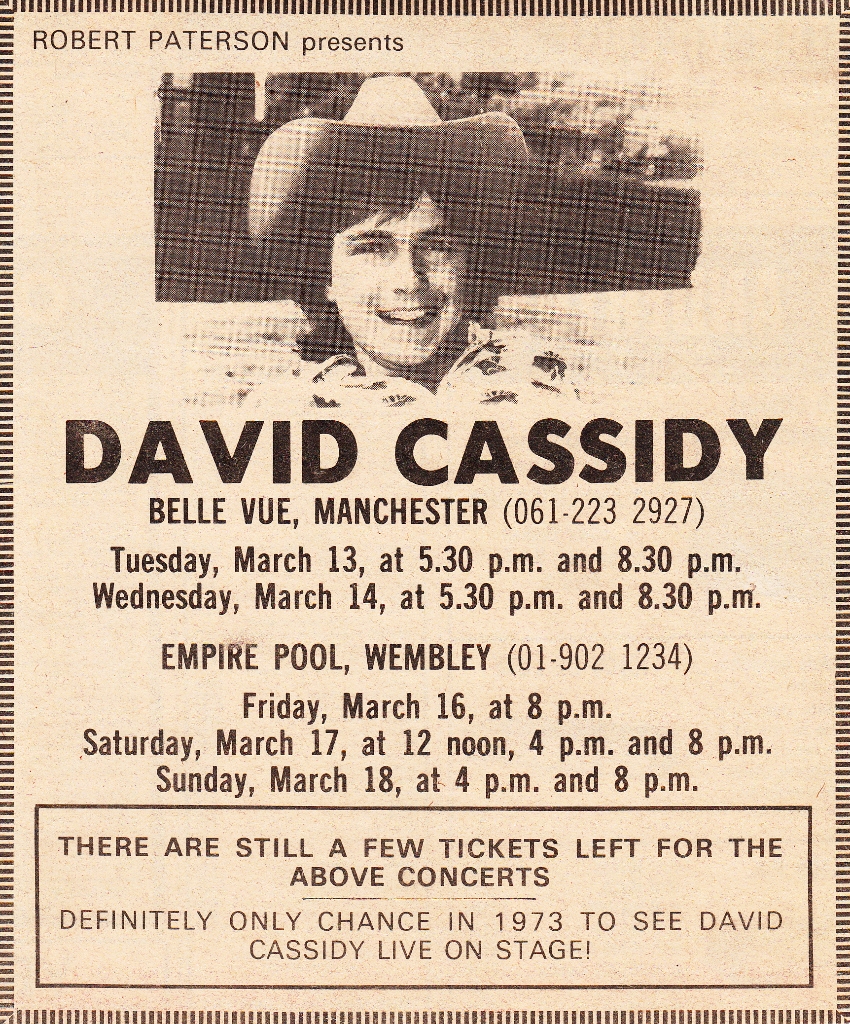 ROBERT PATERSON presents
DAVID CASSIDY
BELLE VUE, MANCHESTER (061-223 2927)
Tuesday, March 13, at 5.30 p.m. and 8.30 p.m.
Wednesday, March 14, at 5.30 p.m. and 8.30 p.m.
EMPIRE POOL, WEMBLEY (01-902 1234)
Friday, March 16, at 8 p.m.
Saturday, March 17, at 12 noon, 4 p.m. and 8 p.m.
Sunday, March 18, at 4 p.m. and 8 p.m.
THERE ARE STILL A FEW TICKETS LEFT FOR THE
ABOVE CONCERTS
DEFINITELY ONLY CHANCE IN 1973 TO SEE DAVID
CASSIDY LIVE ON STAGE!